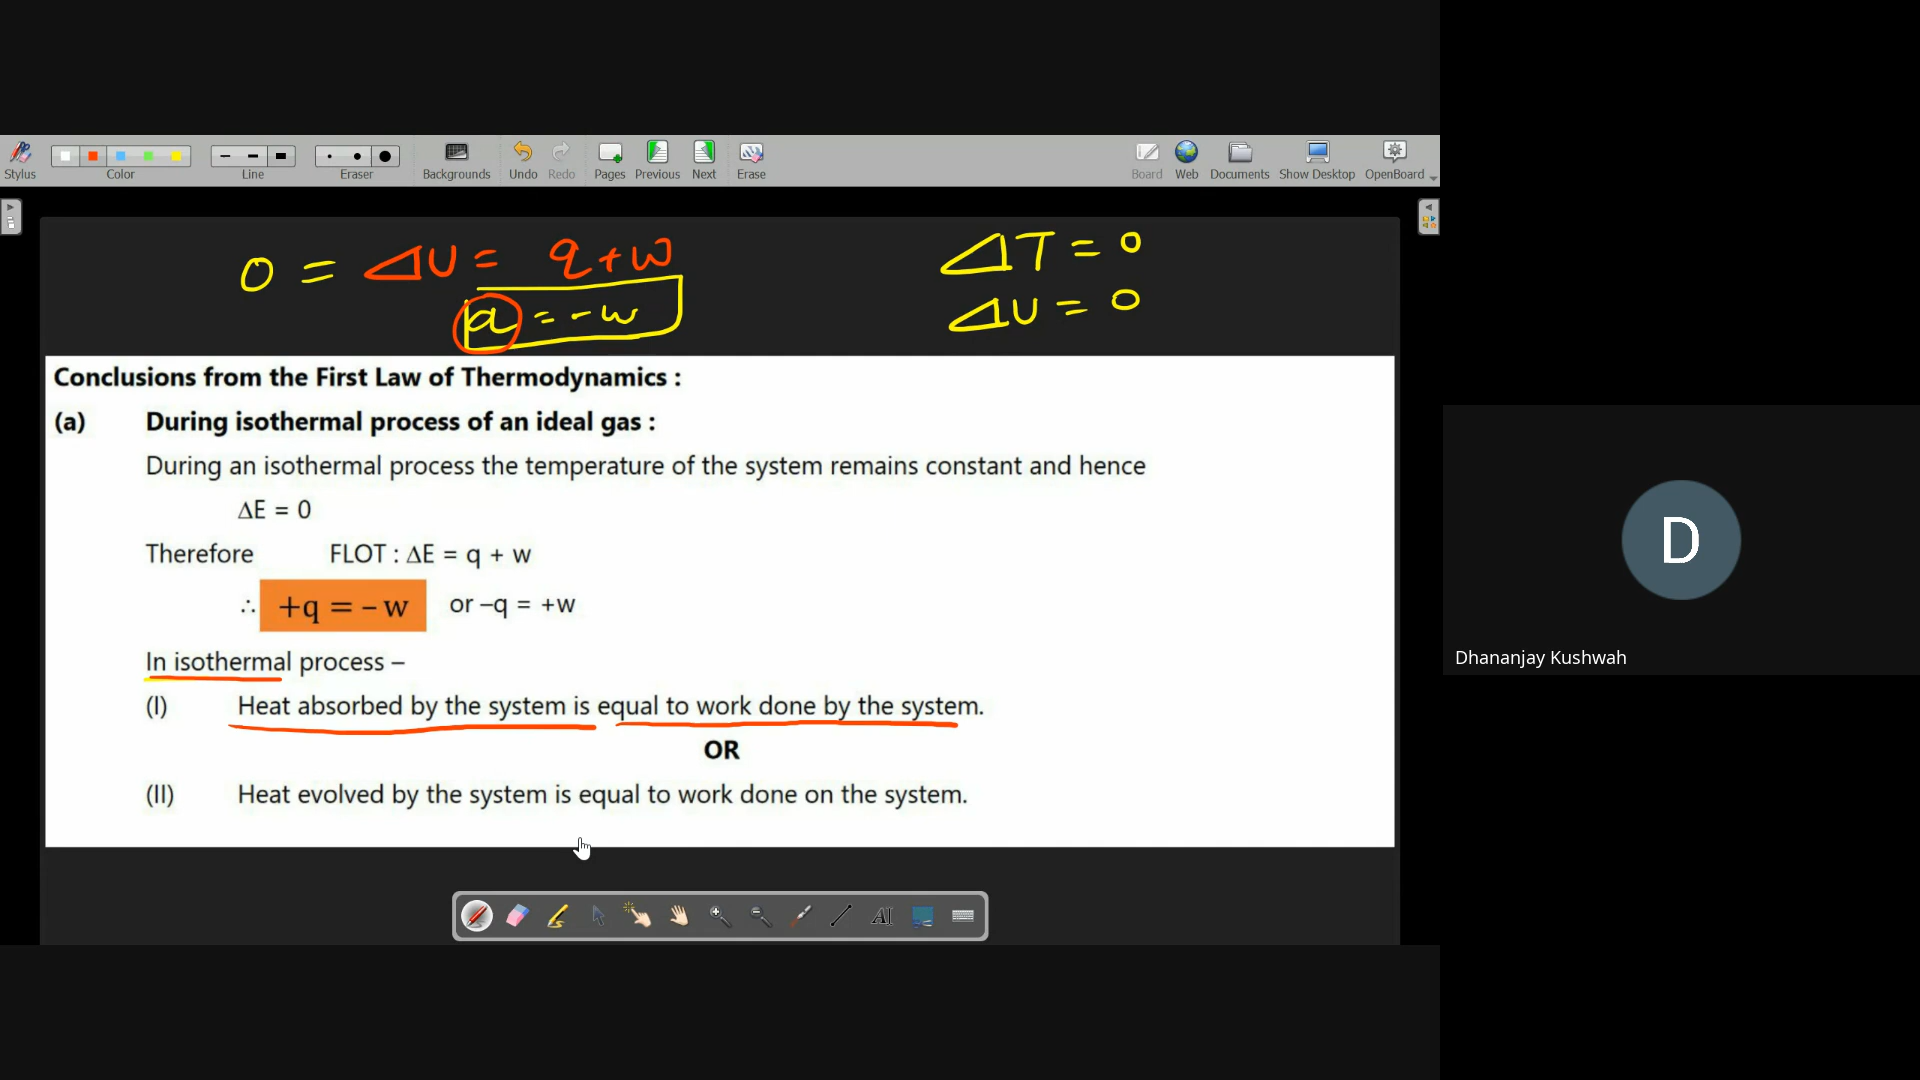 Stylus Color Line Eraser Backgrounds Undo Redo Pages Previous Next Erase Board Web Documents Show Desktop OpenBoard
0 = ΔU = q+w
q = -w
ΔT = 0
ΔU = 0
Conclusions from the First Law of Thermodynamics :
(a) During isothermal process of an ideal gas :
During an isothermal process the temperature of the system remains constant and hence
ΔE = 0
Therefore FLOT : ΔE = q + w
∴ +q = – w or –q = +w
In isothermal process –
(I) Heat absorbed by the system is equal to work done by the system.
OR
(II) Heat evolved by the system is equal to work done on the system.
AI
D
Dhananjay Kushwah